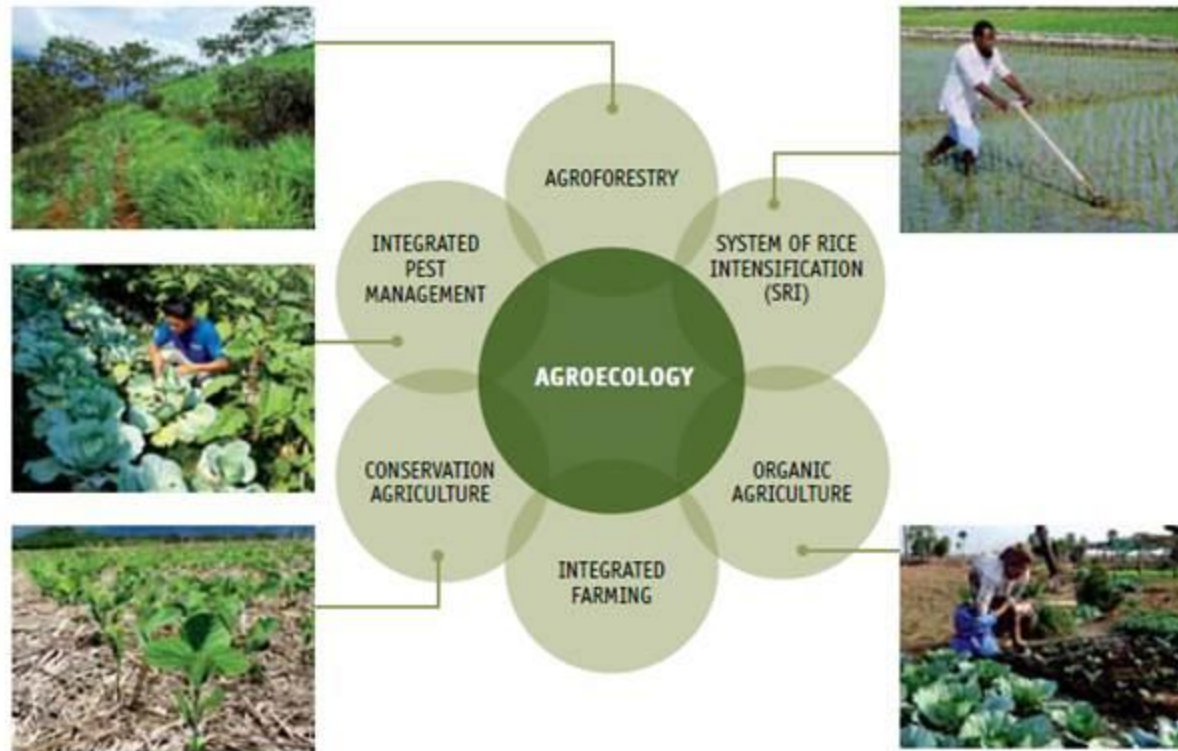 AGROFORESTRY
INTEGRATED
PEST
MANAGEMENT
SYSTEM OF RICE
INTENSIFICATION
(SRI)
AGROECOLOGY
CONSERVATION
AGRICULTURE
ORGANIC
AGRICULTURE
INTEGRATED
FARMING